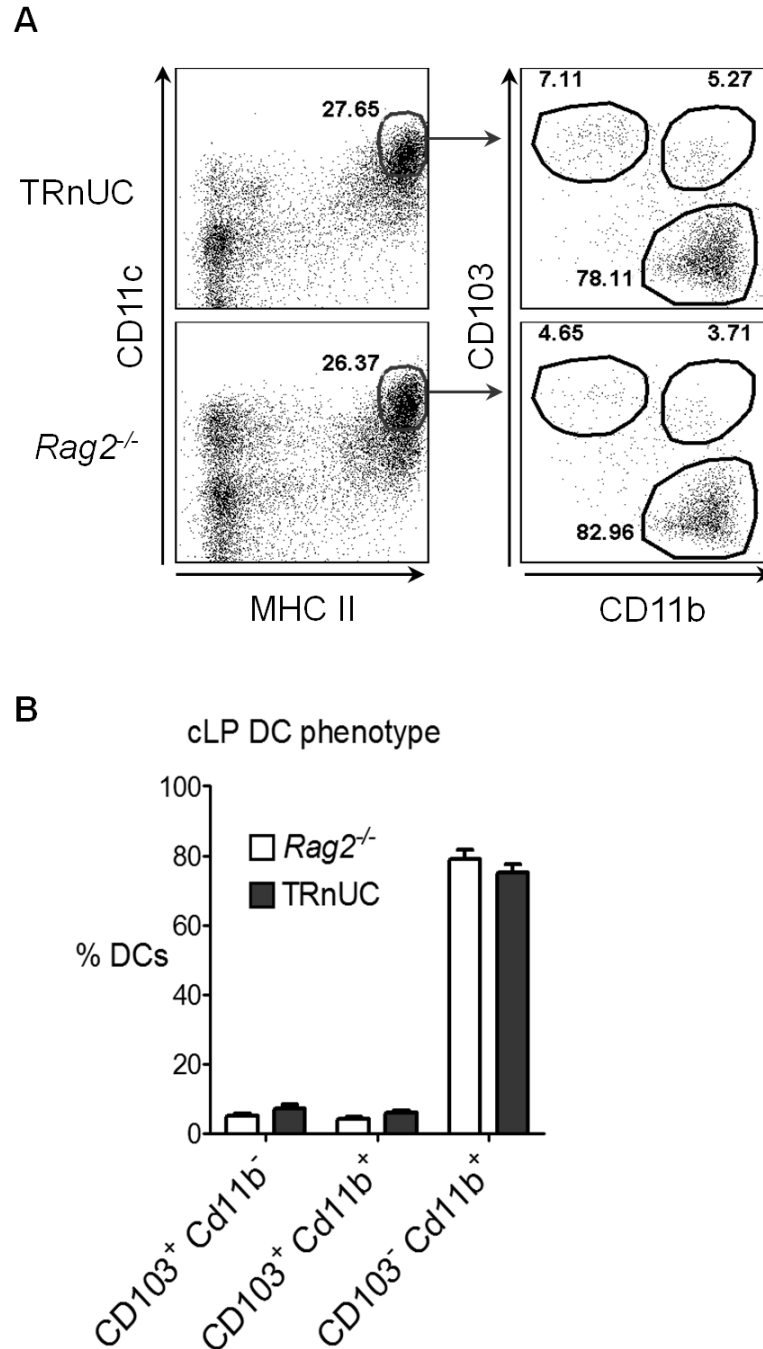 A
TRnUC
CD11c
27.65
CD103
7.11 5.27
78.11
Rag2-/-
26.37
4.65 3.71
82.96
MHC II
CD11b
B
cLP DC phenotype
% DCs
100
80
60
40
20
0
Rag2-/-
TRnUC
CD103+ Cd11b-
CD103+ Cd11b+
CD103- Cd11b+